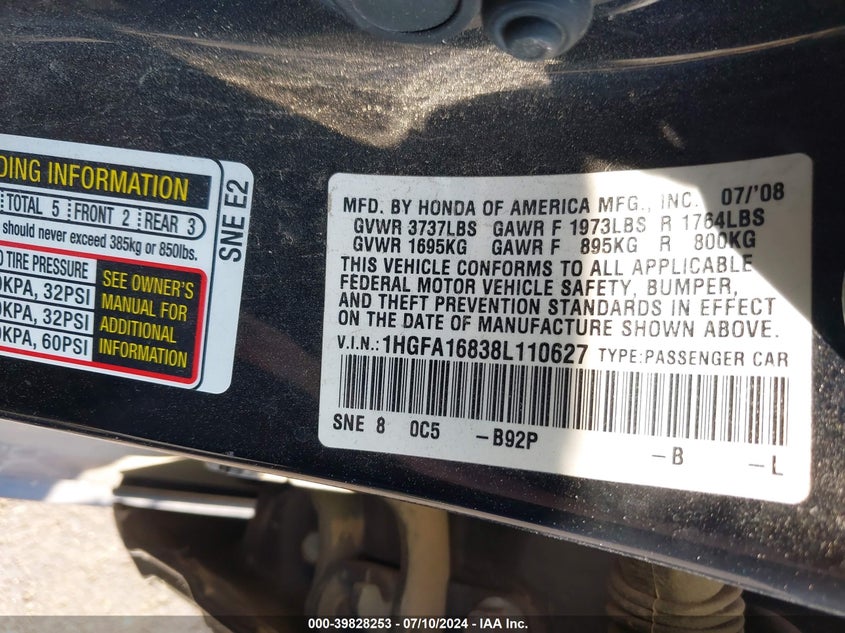 DING INFORMATION
TOTAL 5 FRONT 2 REAR 3
should never exceed 385kg or 850lbs.
TIRE PRESSURE
KPA, 32PSI
KPA, 32PSI
KPA, 60PSI
SEE OWNER'S
MANUAL FOR
ADDITIONAL
INFORMATION
SNE E2
MFD. BY HONDA OF AMERICA MFG., INC. 07/'08
GVWR 3737LBS GAWR F 1973LBS R 1764LBS
GVWR 1695KG GAWR F 895KG R 800KG
THIS VEHICLE CONFORMS TO ALL APPLICABLE
FEDERAL MOTOR VEHICLE SAFETY, BUMPER,
AND THEFT PREVENTION STANDARDS IN EFFECT
ON THE DATE OF MANUFACTURE SHOWN ABOVE.
V.I.N.: 1HGFA16838L110627 TYPE:PASSENGER CAR
SNE 8 0C5 -B92P -B -L
000-39828253 - 07/10/2024 - IAA Inc.